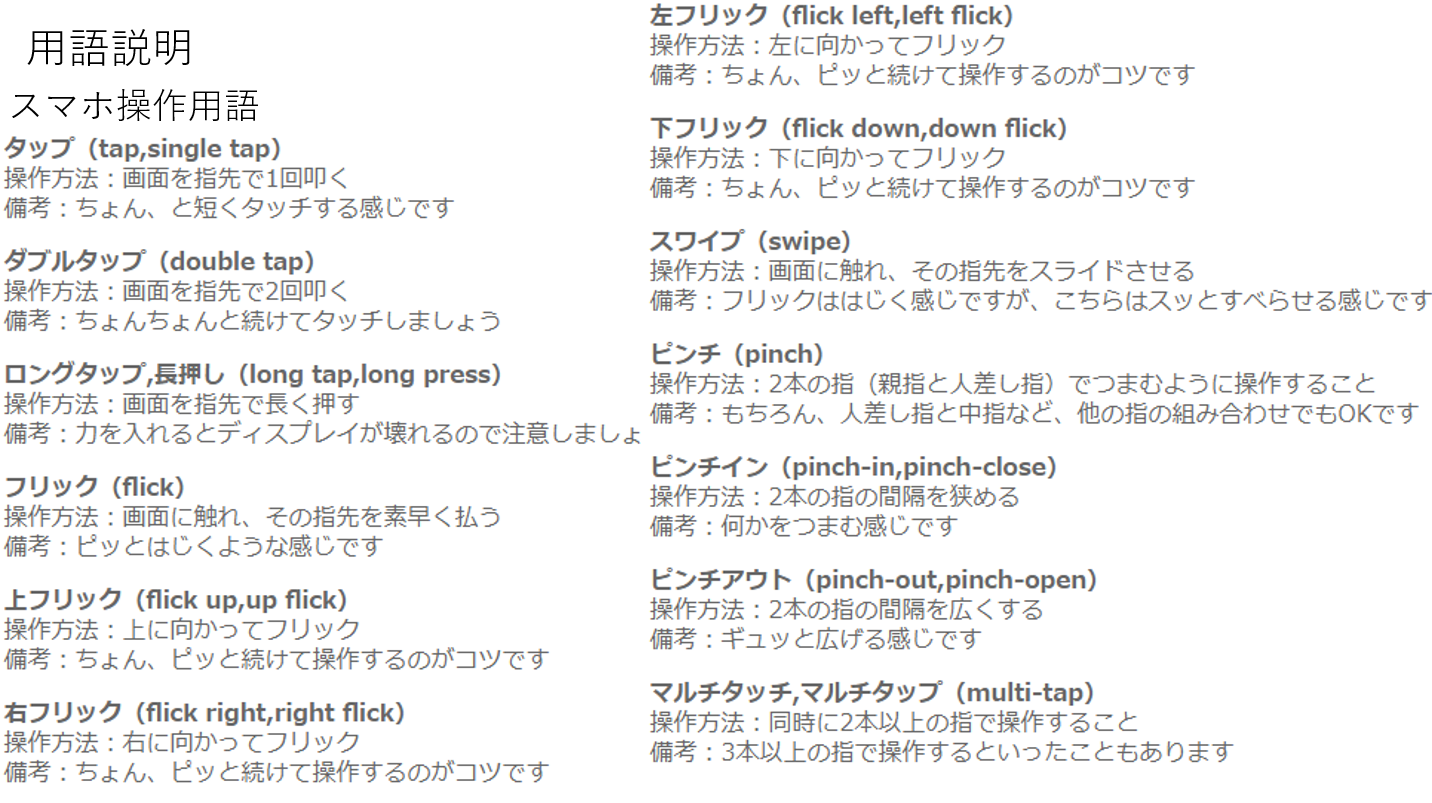 用語説明
スマホ操作用語
タップ（tap,single tap）
操作方法：画面を指先で1回叩く
備考：ちょん、と短くタッチする感じです
ダブルタップ（double tap）
操作方法：画面を指先で2回叩く
備考：ちょんちょんと続けてタッチしましょう
ロングタップ,長押し（long tap,long press）
操作方法：画面を指先で長く押す
備考：力を入れるとディスプレイが壊れるので注意しましょ
フリック（flick）
操作方法：画面に触れ、その指先を素早く払う
備考：ピッとはじくような感じです
上フリック（flick up,up flick）
操作方法：上に向かってフリック
備考：ちょん、ピッと続けて操作するのがコツです
右フリック（flick right,right flick）
操作方法：右に向かってフリック
備考：ちょん、ピッと続けて操作するのがコツです
左フリック（flick left,left flick）
操作方法：左に向かってフリック
備考：ちょん、ピッと続けて操作するのがコツです
下フリック（flick down,down flick）
操作方法：下に向かってフリック
備考：ちょん、ピッと続けて操作するのがコツです
スワイプ（swipe）
操作方法：画面に触れ、その指先をスライドさせる
備考：フリックははじく感じですが、こちらはスッとすべらせる感じです
ピンチ（pinch）
操作方法：2本の指（親指と人差し指）でつまむように操作すること
備考：もちろん、人差し指と中指など、他の指の組み合わせでもOKです
ピンチイン（pinch-in,pinch-close）
操作方法：2本の指の間隔を狭める
備考：何かをつまむ感じです
ピンチアウト（pinch-out,pinch-open）
操作方法：2本の指の間隔を広くする
備考：ギュッと広げる感じです
マルチタッチ,マルチタップ（multi-tap）
操作方法：同時に2本以上の指で操作すること
備考：3本以上の指で操作するといったこともあります